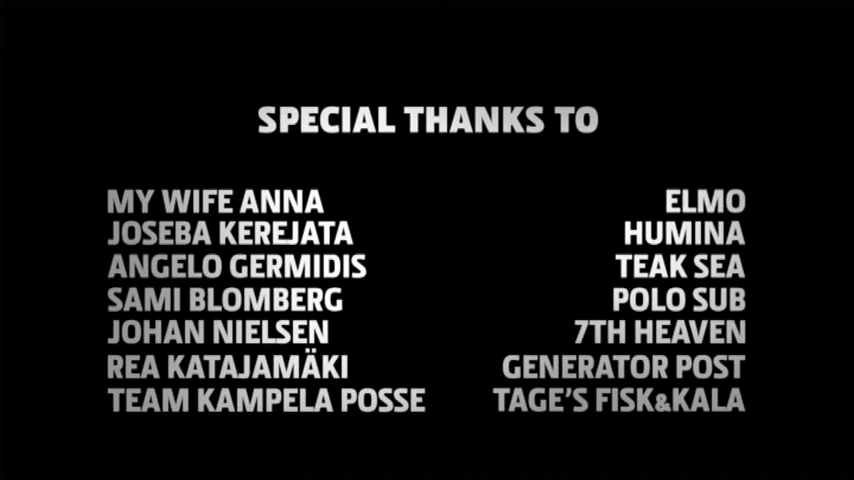 SPECIAL THANKS TO
MY WIFE ANNA
JOSEBA KEREJATA
ANGELO GERMIDIS
SAMI BLOMBERG
JOHAN NIELSEN
REA KATAJAMÄKI
TEAM KAMPELA POSSE
ELMO
HUMINA
TEAK SEA
POLO SUB
7TH HEAVEN
GENERATOR POST
TAGE'S FISK&KALA